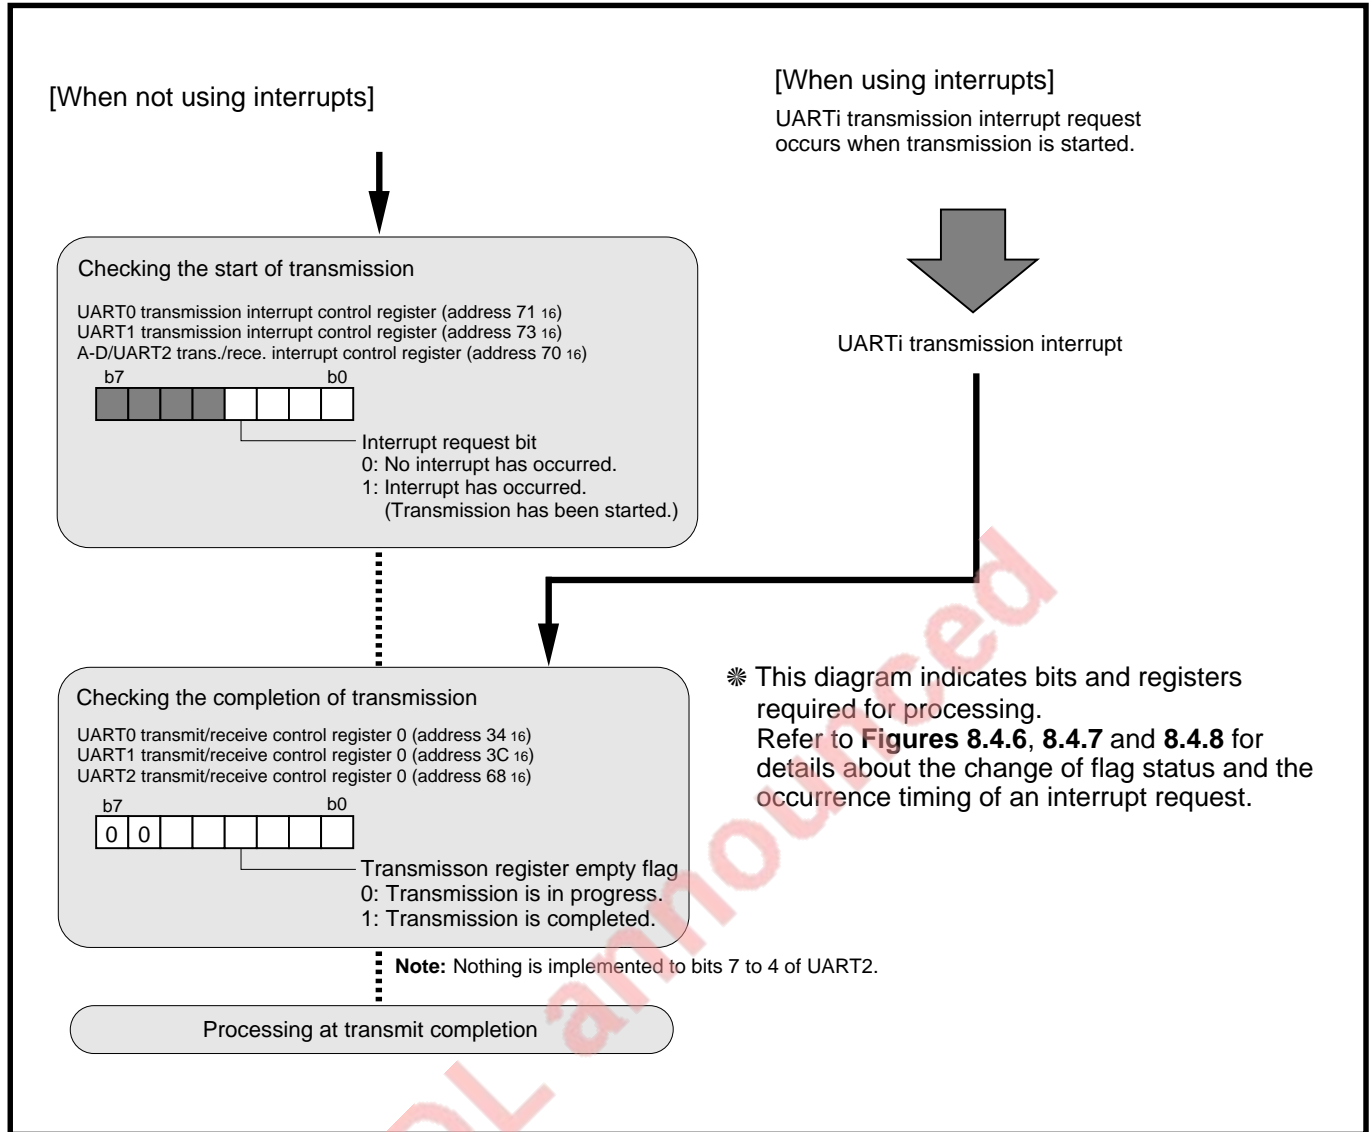 [When not using interrupts]
[When using interrupts]
UARTi transmission interrupt request
occurs when transmission is started.
Checking the start of transmission
UART0 transmission interrupt control register (address 71 16)
UART1 transmission interrupt control register (address 73 16)
A-D/UART2 trans./rece. interrupt control register (address 70 16)
b7 b0
Interrupt request bit
0: No interrupt has occurred.
1: Interrupt has occurred.
(Transmission has been started.)
UARTi transmission interrupt
Checking the completion of transmission
UART0 transmit/receive control register 0 (address 34 16)
UART1 transmit/receive control register 0 (address 3C 16)
UART2 transmit/receive control register 0 (address 68 16)
b7 b0
0 0
Transmisson register empty flag
0: Transmission is in progress.
1: Transmission is completed.
❊ This diagram indicates bits and registers
required for processing.
Refer to Figures 8.4.6, 8.4.7 and 8.4.8 for
details about the change of flag status and the
occurrence timing of an interrupt request.
Note: Nothing is implemented to bits 7 to 4 of UART2.
Processing at transmit completion
DL announced